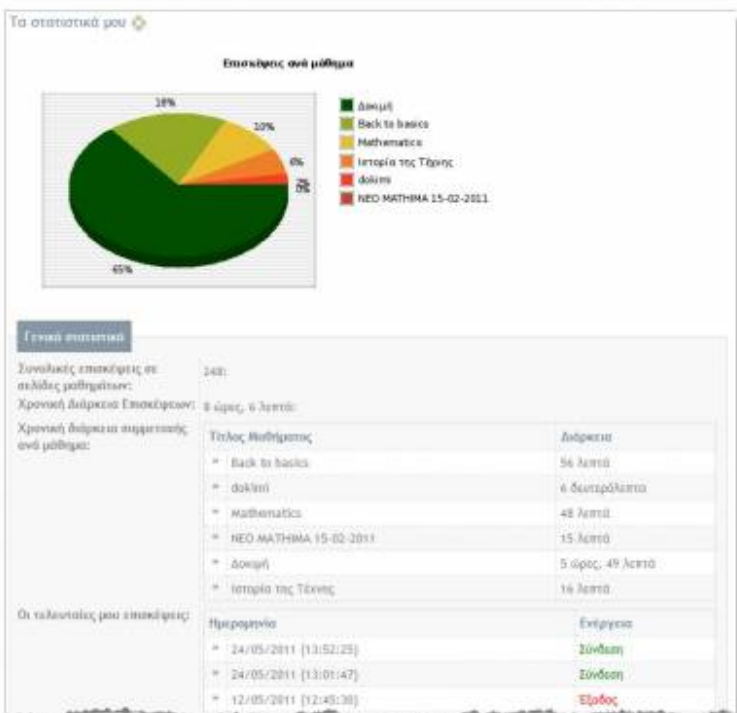 Τα στατιστικά μου
Επισκέψεις ανά μάθημα
18%
10%
6%
65%
Δοκιμή
Back to basics
Mathematics
Ιστορία της Τέχνης
dokimi
NEO MATHIMA 15-02-2011
Γενικά στατιστικά
Συνολικές επισκέψεις σε σελίδες μαθημάτων: 248:
Χρονική Διάρκεια Επισκέψεων: 8 ώρες, 6 λεπτά:
Χρονική διάρκεια συμμετοχής ανά μάθημα:
Τίτλος Μαθήματος Διάρκεια
Back to basics 56 λεπτά
dokimi 6 δευτερόλεπτα
Mathematics 48 λεπτά
NEO MATHIMA 15-02-2011 15 λεπτά
Δοκιμή 5 ώρες, 49 λεπτά
Ιστορία της Τέχνης 16 λεπτά
Οι τελευταίες μου επισκέψεις:
Ημερομηνία Ενέργεια
24/05/2011 (13:52:25) Σύνδεση
24/05/2011 (13:01:47) Σύνδεση
12/05/2011 (12:45:30) Έξοδος